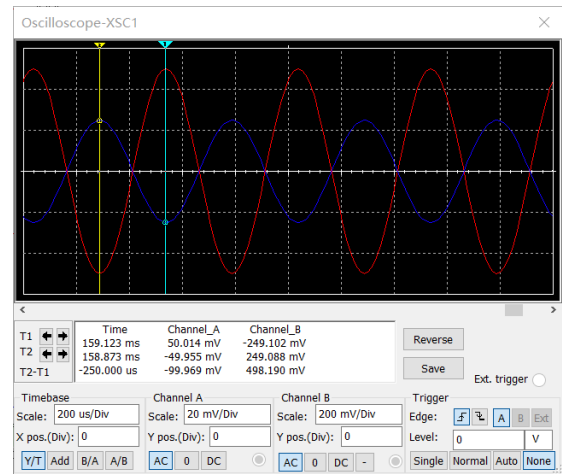 Oscilloscope-XSC1
T1
T2
T2-T1
Time Channel_A Channel_B
159.123 ms 50.014 mV -249.102 mV
158.873 ms -49.955 mV 249.088 mV
-250.000 us -99.969 mV 498.190 mV
Reverse
Save
Ext. trigger
Timebase
Scale: 200 us/Div
X pos.(Div): 0
Y/T Add B/A A/B
Channel A
Scale: 20 mV/Div
Y pos.(Div): 0
AC 0 DC
Channel B
Scale: 200 mV/Div
Y pos.(Div): 0
AC 0 DC -
Trigger
Edge: A B Ext
Level: 0 V
Single Normal Auto None